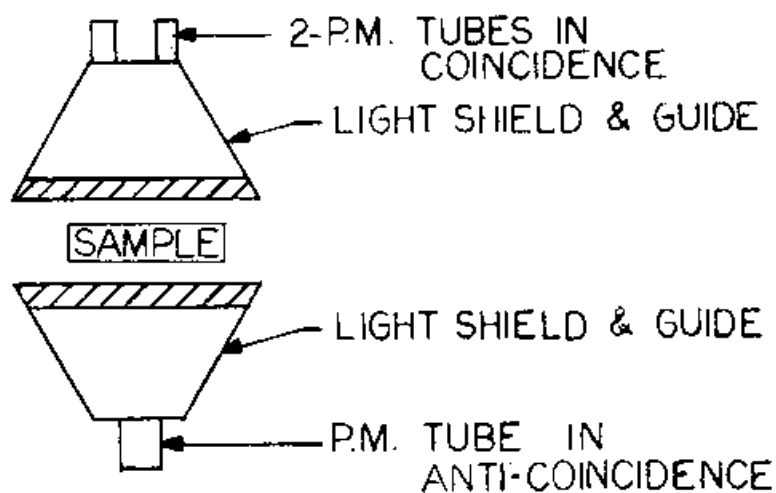 2-P.M. TUBES IN
COINCIDENCE
LIGHT SHIELD & GUIDE
SAMPLE
LIGHT SHIELD & GUIDE
P.M. TUBE IN
ANTI-COINCIDENCE